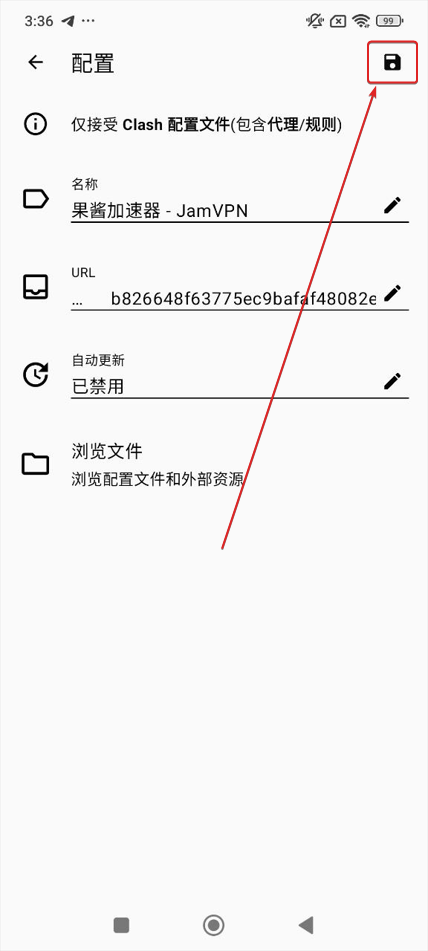 3:36
99
配置
仅接受 Clash 配置文件(包含代理/规则)
名称
果酱加速器 - JamVPN
URL
... b826648f63775ec9bafaf48082e
自动更新
已禁用
浏览文件
浏览配置文件和外部资源